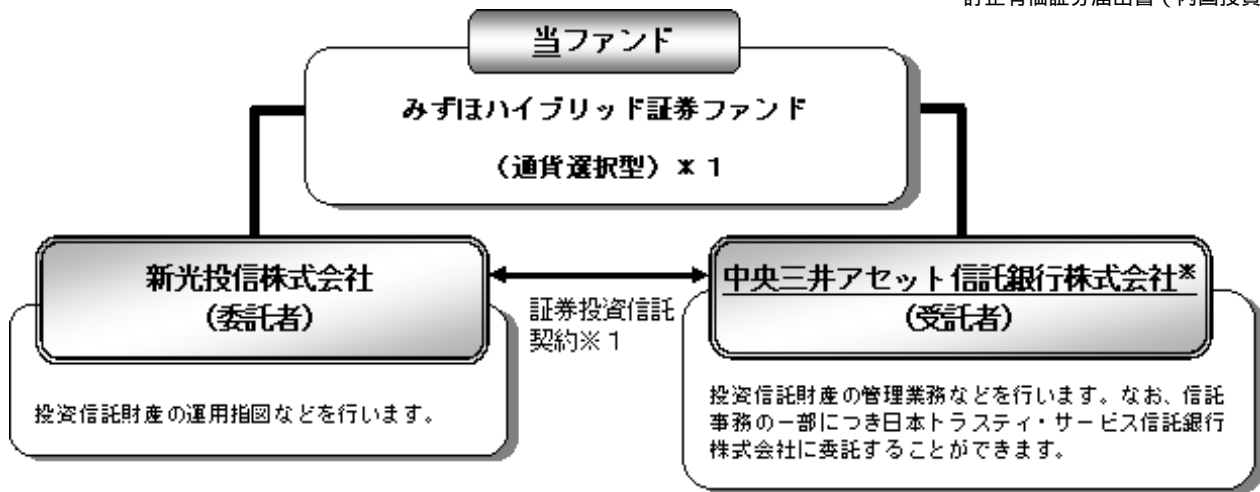 当ファンド
みずほハイブリッド証券ファンド
（通貨選択型）※１
新光投信株式会社
（委託者）
証券投資信託
契約※１
中央三井アセット信託銀行株式会社※
（受託者）
投資信託財産の運用指図などを行います。
投資信託財産の管理業務などを行います。なお、信託
事務の一部につき日本トラスティ・サービス信託銀行
株式会社に委託することができます。